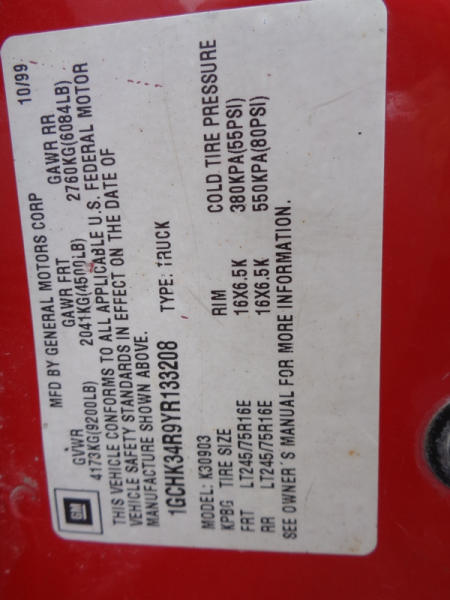 GM
MFD BY GENERAL MOTORS CORP 10/99
GVWR GAWR FRT GAWR RR
4173KG(9200LB) 2041KG(4500LB) 2760KG(6084LB)
THIS VEHICLE CONFORMS TO ALL APPLICABLE U.S. FEDERAL MOTOR
VEHICLE SAFETY STANDARDS IN EFFECT ON THE DATE OF
MANUFACTURE SHOWN ABOVE.
1GCHK34R9YR133208 TYPE: TRUCK
MODEL: K30903
KPBG TIRE SIZE RIM COLD TIRE PRESSURE
FRT LT245/75R16E 16X6.5K 380KPA(55PSI)
RR LT245/75R16E 16X6.5K 550KPA(80PSI)
SEE OWNER'S MANUAL FOR MORE INFORMATION.